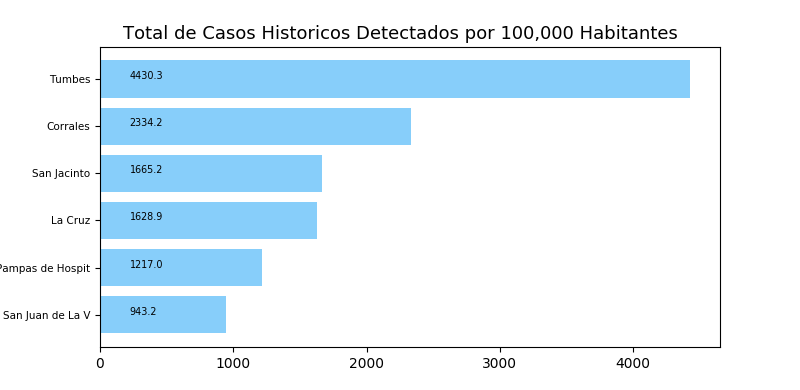 Total de Casos Historicos Detectados por 100,000 Habitantes
Tumbes 4430.3
Corrales 2334.2
San Jacinto 1665.2
La Cruz 1628.9
Pampas de Hospit 1217.0
San Juan de La V 943.2
0 1000 2000 3000 4000